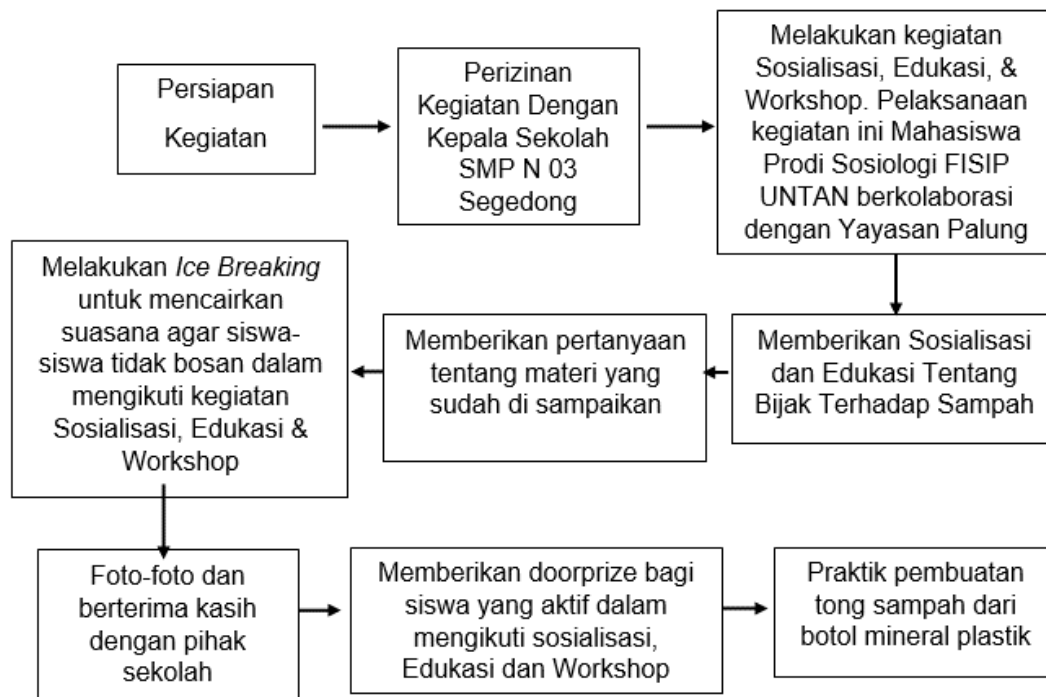 Persiapan
Kegiatan
Perizinan
Kegiatan Dengan
Kepala Sekolah
SMP N 03
Segedong
Melakukan kegiatan
Sosialisasi, Edukasi, &
Workshop. Pelaksanaan
kegiatan ini Mahasiswa
Prodi Sosiologi FISIP
UNTAN berkolaborasi
dengan Yayasan Palung
Memberikan Sosialisasi
dan Edukasi Tentang
Bijak Terhadap Sampah
Memberikan pertanyaan
tentang materi yang
sudah di sampaikan
Melakukan Ice Breaking
untuk mencairkan
suasana agar siswa-
siswa tidak bosan dalam
mengikuti kegiatan
Sosialisasi, Edukasi &
Workshop
Foto-foto dan
berterima kasih
dengan pihak
sekolah
Memberikan doorprize bagi
siswa yang aktif dalam
mengikuti sosialisasi,
Edukasi dan Workshop
Praktik pembuatan
tong sampah dari
botol mineral plastik